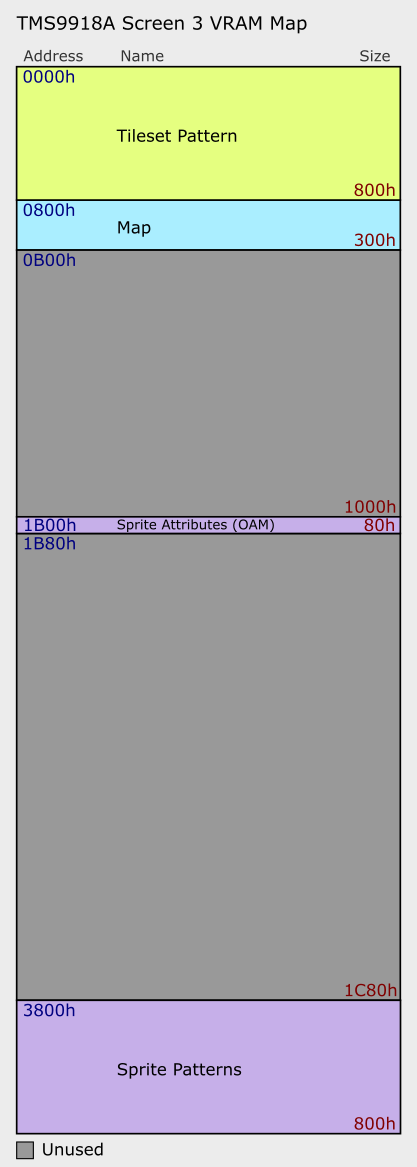 TMS9918A Screen 3 VRAM Map
Address Name Size
0000h
Tileset Pattern
800h
0800h
Map
300h
0B00h
1000h
1B00h Sprite Attributes (OAM) 80h
1B80h
1C80h
3800h
Sprite Patterns
800h
Unused